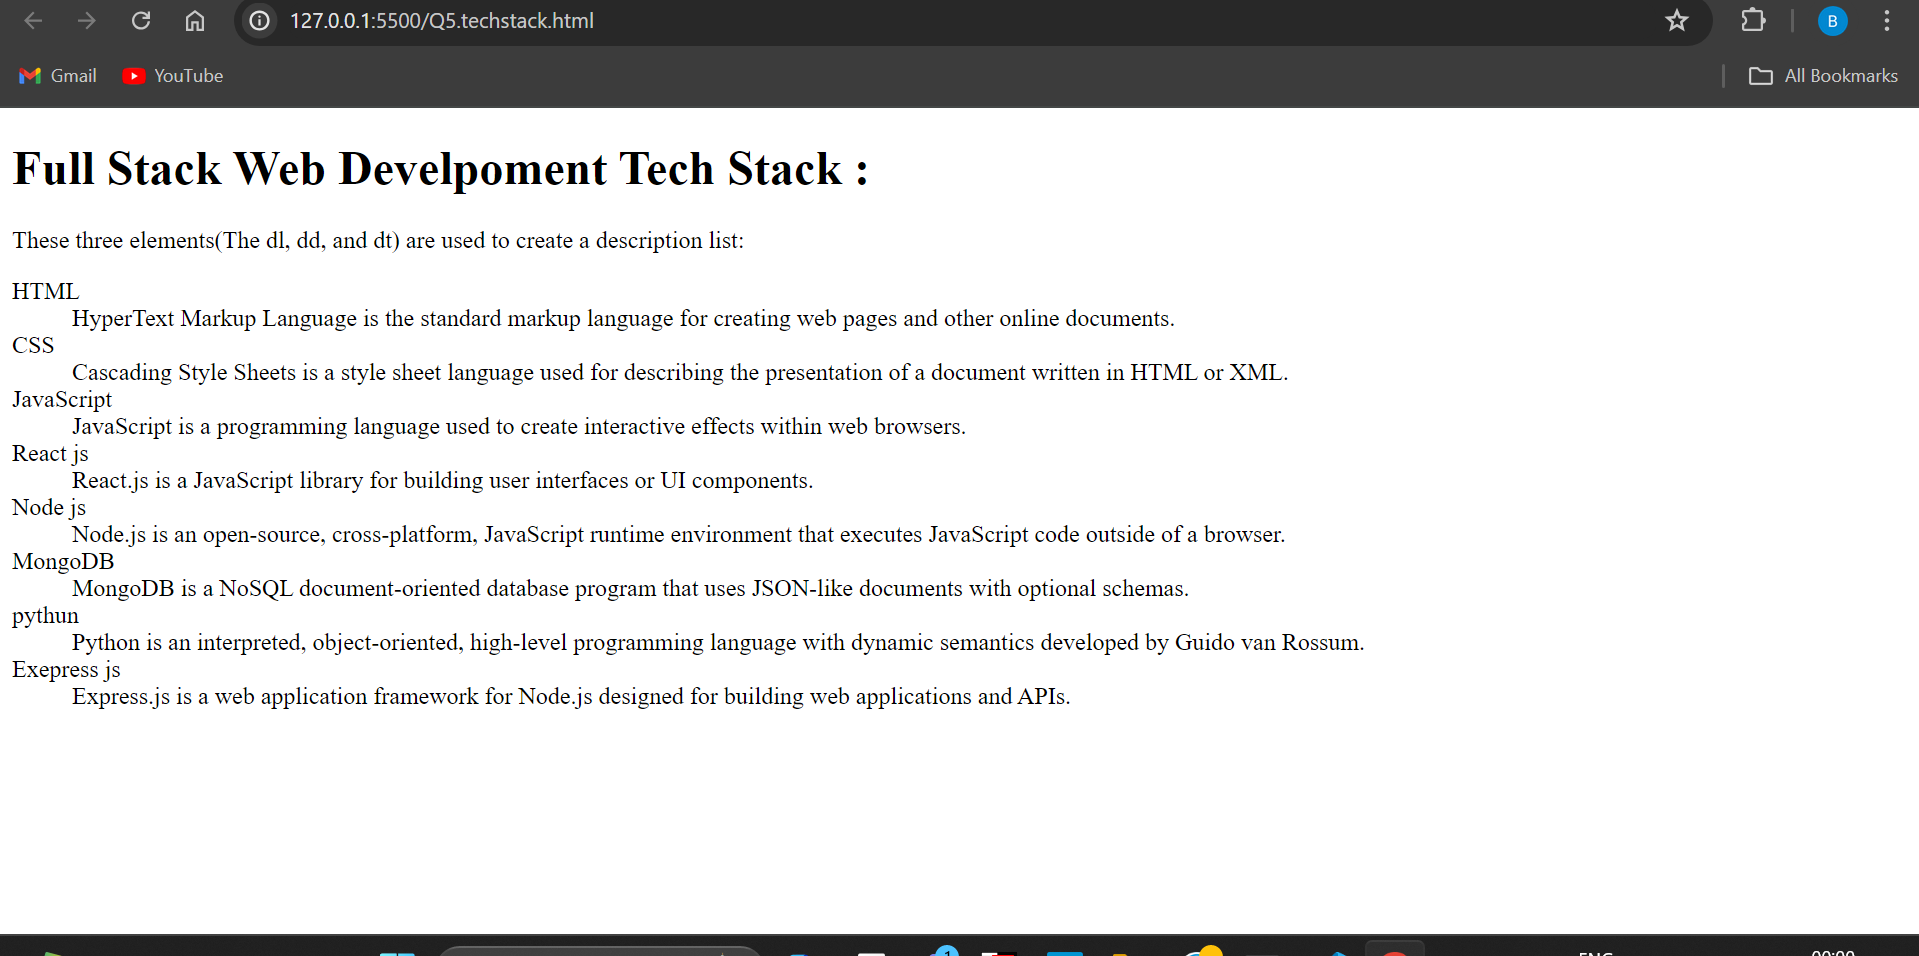 127.0.0.1:5500/Q5.techstack.html
B
Gmail
YouTube
All Bookmarks
Full Stack Web Develpoment Tech Stack :
These three elements(The dl, dd, and dt) are used to create a description list:
HTML
HyperText Markup Language is the standard markup language for creating web pages and other online documents.
CSS
Cascading Style Sheets is a style sheet language used for describing the presentation of a document written in HTML or XML.
JavaScript
JavaScript is a programming language used to create interactive effects within web browsers.
React js
React.js is a JavaScript library for building user interfaces or UI components.
Node js
Node.js is an open-source, cross-platform, JavaScript runtime environment that executes JavaScript code outside of a browser.
MongoDB
MongoDB is a NoSQL document-oriented database program that uses JSON-like documents with optional schemas.
pythun
Python is an interpreted, object-oriented, high-level programming language with dynamic semantics developed by Guido van Rossum.
Exepress js
Express.js is a web application framework for Node.js designed for building web applications and APIs.